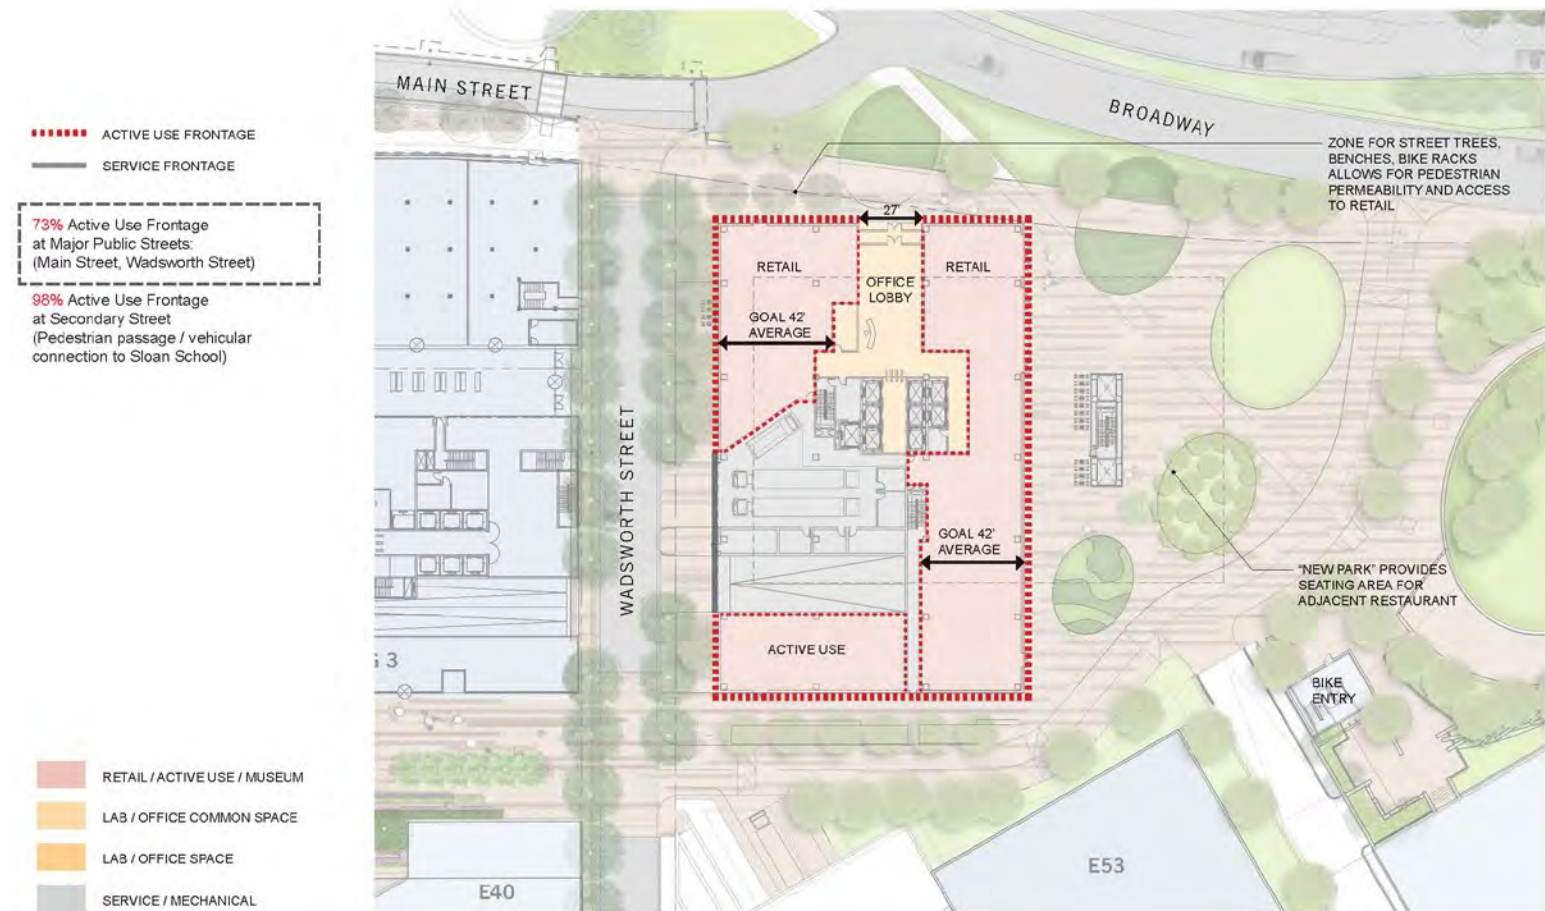 MAIN STREET
BROADWAY
ACTIVE USE FRONTAGE
SERVICE FRONTAGE
73% Active Use Frontage
at Major Public Streets:
(Main Street, Wadsworth Street)
98% Active Use Frontage
at Secondary Street
(Pedestrian passage / vehicular
connection to Sloan School)
ZONE FOR STREET TREES,
BENCHES, BIKE RACKS
ALLOWS FOR PEDESTRIAN
PERMEABILITY AND ACCESS
TO RETAIL
27'
RETAIL
OFFICE
LOBBY
RETAIL
GOAL 42'
AVERAGE
WADSWORTH STREET
GOAL 42'
AVERAGE
"NEW PARK" PROVIDES
SEATING AREA FOR
ADJACENT RESTAURANT
ACTIVE USE
3
BIKE
ENTRY
RETAIL / ACTIVE USE / MUSEUM
LAB / OFFICE COMMON SPACE
LAB / OFFICE SPACE
SERVICE / MECHANICAL
E40
E53